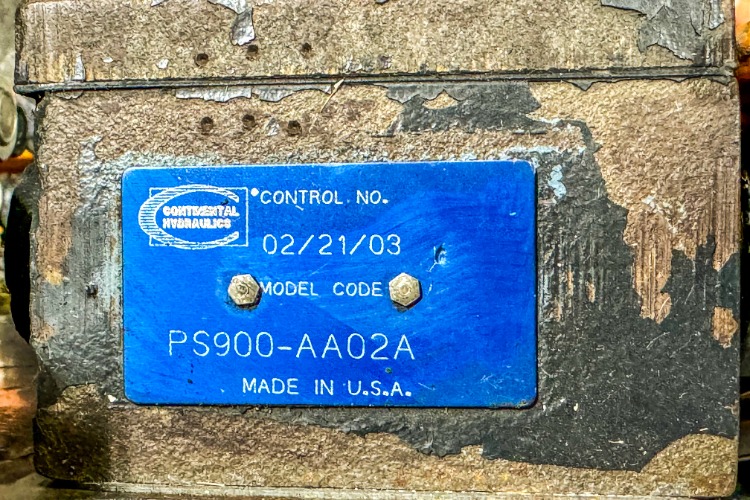 CONTINENTAL
HYDRAULICS
CONTROL NO.
02/21/03
MODEL CODE
PS900-AA02A
MADE IN U.S.A.